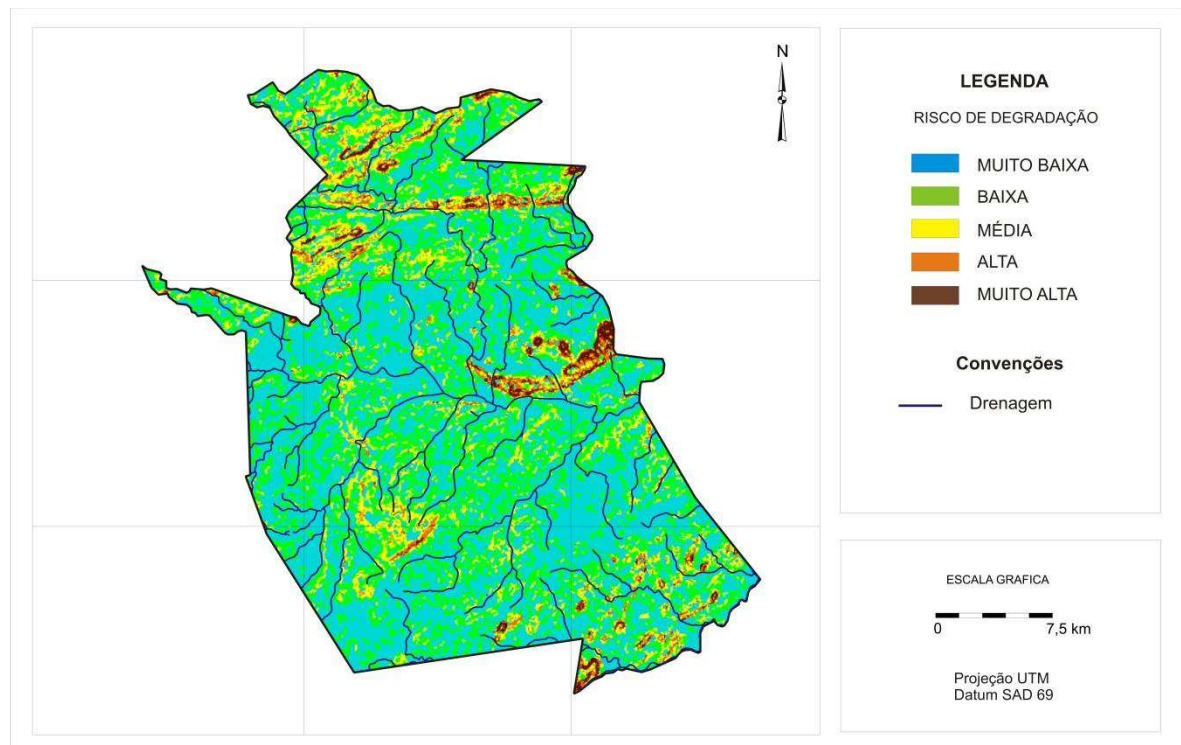 N
LEGENDA
RISCO DE DEGRADAÇÃO
MUITO BAIXA
BAIXA
MÉDIA
ALTA
MUITO ALTA
Convenções
Drenagem
ESCALA GRAFICA
0 7,5 km
Projeção UTM
Datum SAD 69